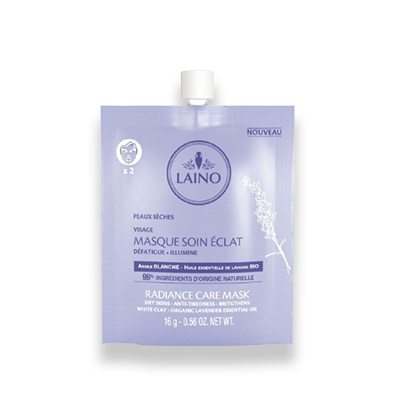 NOUVEAU
x 2
LAINO
PEAUX SÈCHES
VISAGE
MASQUE SOIN ÉCLAT
DÉFATIGUE • ILLUMINE
ARGILE BLANCHE - HUILE ESSENTIELLE DE LAVANDE BIO
99% INGRÉDIENTS D'ORIGINE NATURELLE
RADIANCE CARE MASK
DRY SKINS - ANTI-TIREDNESS - BRIGTHENS
WHITE CLAY - ORGANIC LAVENDER ESSENTIAL OIL
16 g - 0.56 OZ. NET WT.